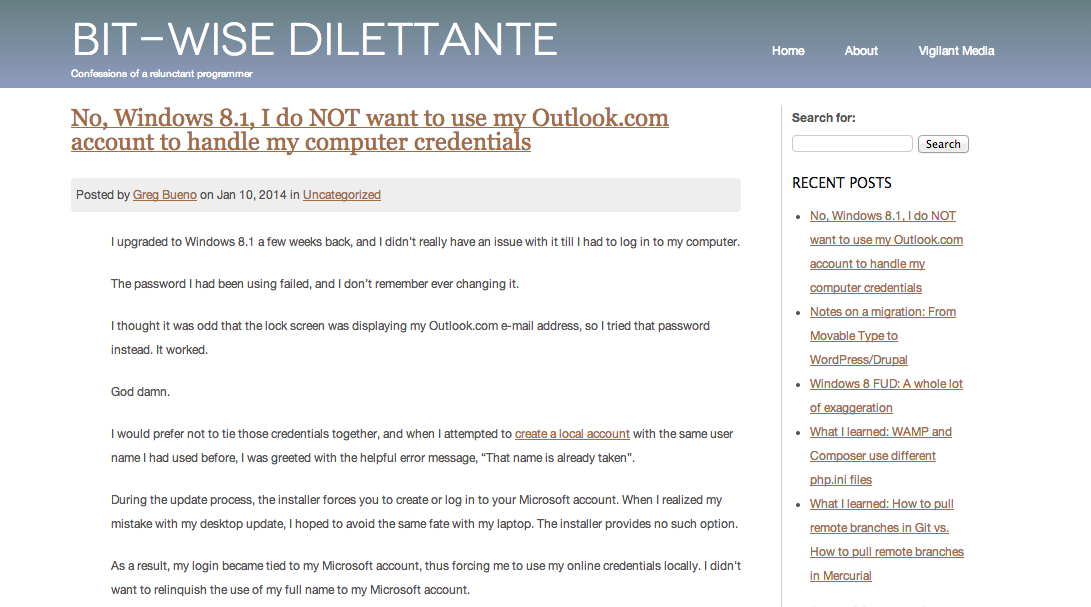 BIT-WISE DILETTANTE
Confessions of a relunctant programmer
Home About Vigilant Media
No, Windows 8.1, I do NOT want to use my Outlook.com
account to handle my computer credentials
Posted by Greg Bueno on Jan 10, 2014 in Uncategorized
I upgraded to Windows 8.1 a few weeks back, and I didn't really have an issue with it till I had to log in to my computer.
The password I had been using failed, and I don't remember ever changing it.
I thought it was odd that the lock screen was displaying my Outlook.com e-mail address, so I tried that password
instead. It worked.
God damn.
I would prefer not to tie those credentials together, and when I attempted to create a local account with the same user
name I had used before, I was greeted with the helpful error message, “That name is already taken”.
During the update process, the installer forces you to create or log in to your Microsoft account. When I realized my
mistake with my desktop update, I hoped to avoid the same fate with my laptop. The installer provides no such option.
As a result, my login became tied to my Microsoft account, thus forcing me to use my online credentials locally. I didn't
want to relinquish the use of my full name to my Microsoft account.
Search for:
Search
RECENT POSTS
No, Windows 8.1, I do NOT
want to use my Outlook.com
account to handle my
computer credentials
Notes on a migration: From
Movable Type to
WordPress/Drupal
Windows 8 FUD: A whole lot
of exaggeration
What I learned: WAMP and
Composer use different
php.ini files
What I learned: How to pull
remote branches in Git vs.
How to pull remote branches
in Mercurial